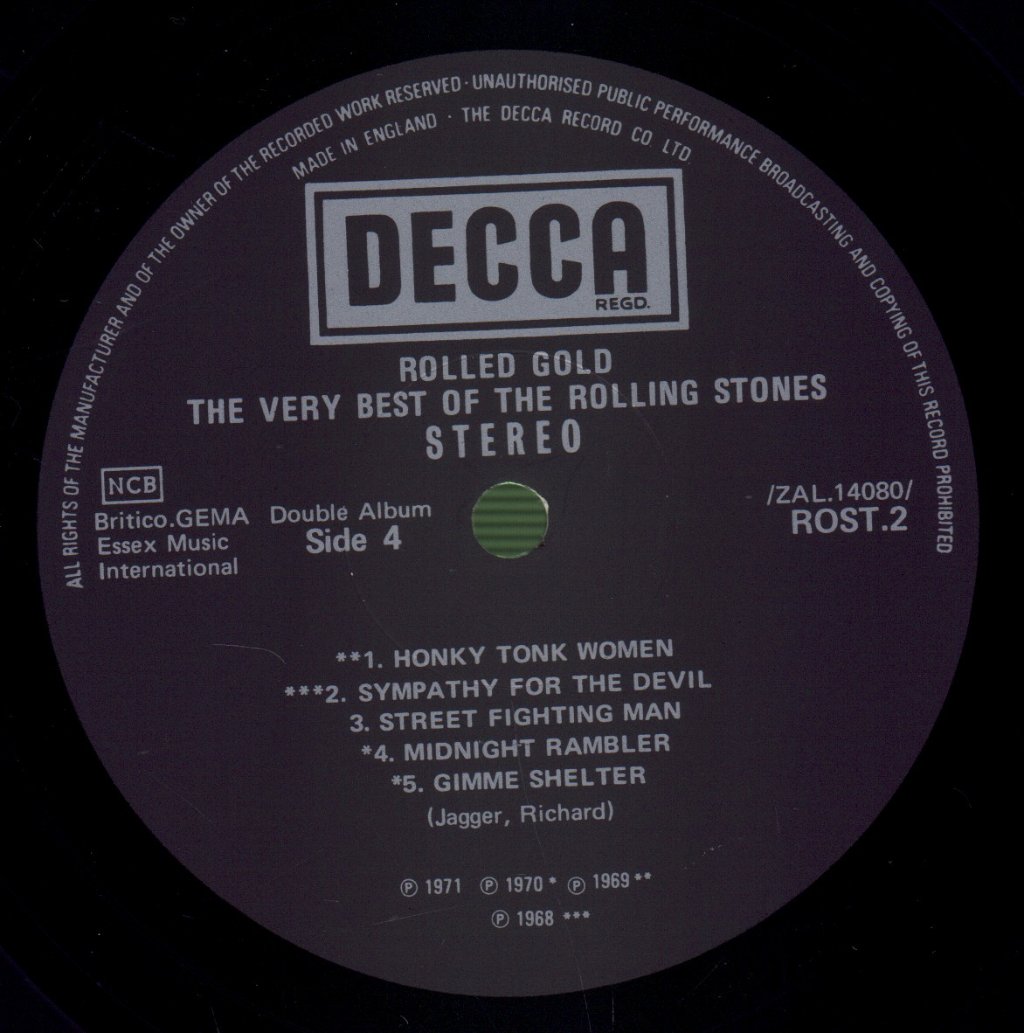 ALL RIGHTS OF THE MANUFACTURER AND OF THE OWNER OF THE RECORDED WORK RESERVED · UNAUTHORISED PUBLIC PERFORMANCE BROADCASTING AND COPYING OF THIS RECORD PROHIBITED
MADE IN ENGLAND · THE DECCA RECORD CO LTD
DECCA
REGD.
ROLLED GOLD
THE VERY BEST OF THE ROLLING STONES
STEREO
NCB
Britico.GEMA
Essex Music
International
Double Album
Side 4
/ZAL.14080/
ROST.2
**1. HONKY TONK WOMEN
***2. SYMPATHY FOR THE DEVIL
3. STREET FIGHTING MAN
*4. MIDNIGHT RAMBLER
*5. GIMME SHELTER
(Jagger, Richard)
℗ 1971 ℗ 1970 * ℗ 1969 **
℗ 1968 ***